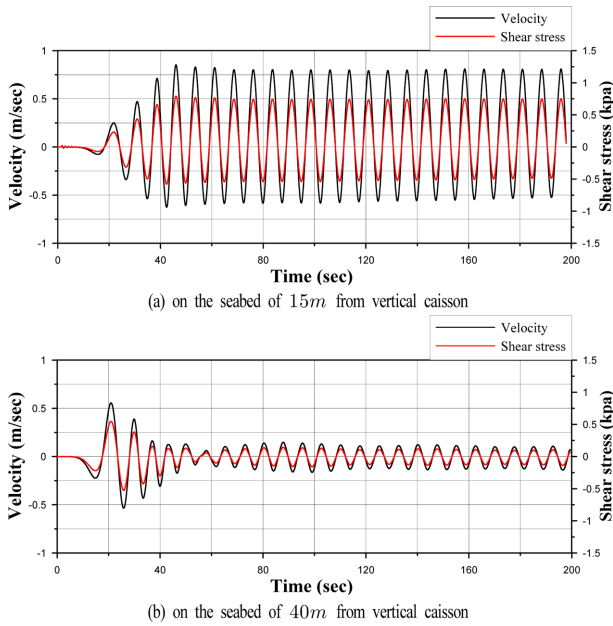 Velocity
Shear stress
1
0.5
0
-0.5
-1
Velocity (m/sec)
1.5
1
0.5
0
-0.5
-1
-1.5
Shear stress (kpa)
0 40 80 120 160 200
Time (sec)
(a) on the seabed of 15m from vertical caisson
Velocity
Shear stress
1
0.5
0
-0.5
-1
Velocity (m/sec)
1.5
1
0.5
0
-0.5
-1
-1.5
Shear stress (kpa)
0 40 80 120 160 200
Time (sec)
(b) on the seabed of 40m from vertical caisson